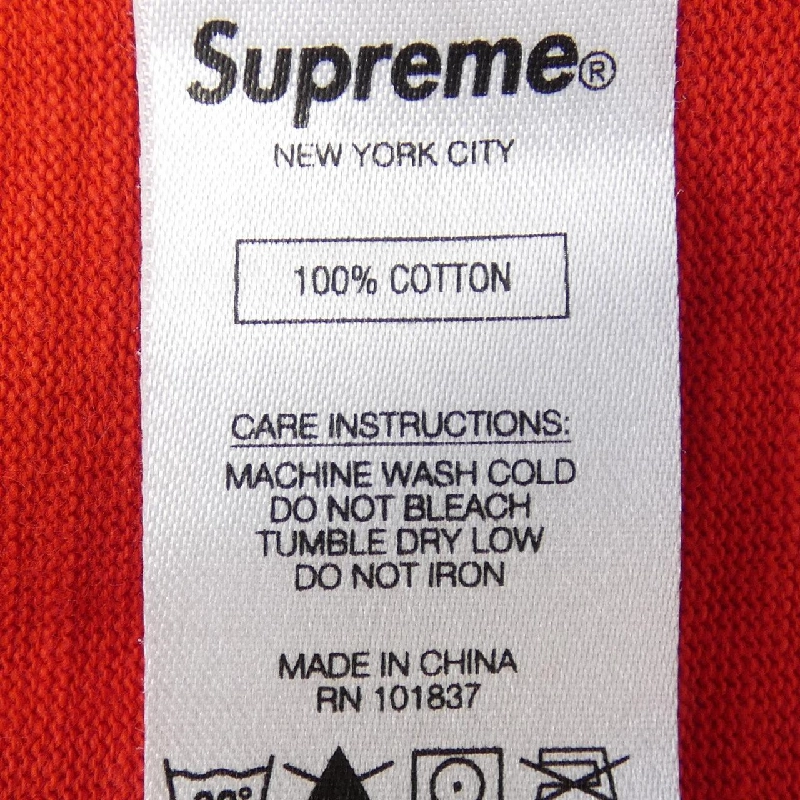 Supreme®
NEW YORK CITY
100% COTTON
CARE INSTRUCTIONS:
MACHINE WASH COLD
DO NOT BLEACH
TUMBLE DRY LOW
DO NOT IRON
MADE IN CHINA
RN 101837